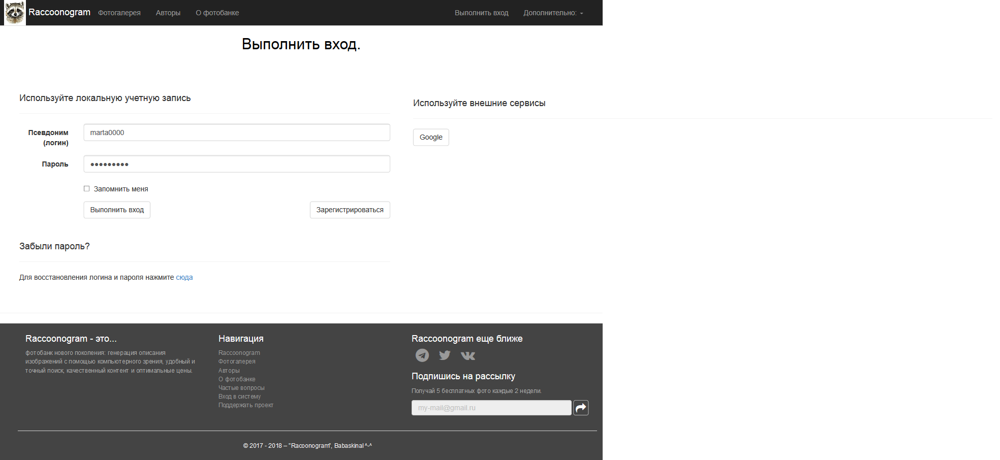 Raccoonogram Фотогалерея Авторы О фотобанке Выполнить вход Дополнительно:
Выполнить вход.
Используйте локальную учетную запись
Псевдоним
(логин)
marta0000
Пароль
●●●●●●●●●
Запомнить меня
Выполнить вход Зарегистрироваться
Забыли пароль?
Для восстановления логина и пароля нажмите сюда
Используйте внешние сервисы
Google
Raccoonogram - это...
фотобанк нового поколения: генерация описания
изображений с помощью компьютерного зрения, удобный и
точный поиск, качественный контент и оптимальные цены.
Навигация
Raccoonogram
Фотогалерея
Авторы
О фотобанке
Частые вопросы
Вход в систему
Поддержать проект
Raccoonogram еще ближе
Подпишись на рассылку
Получай 5 бесплатных фото каждые 2 недели.
my-mail@gmail.ru
© 2017 - 2018 – "Racoonogram", Babaskinal ^-^